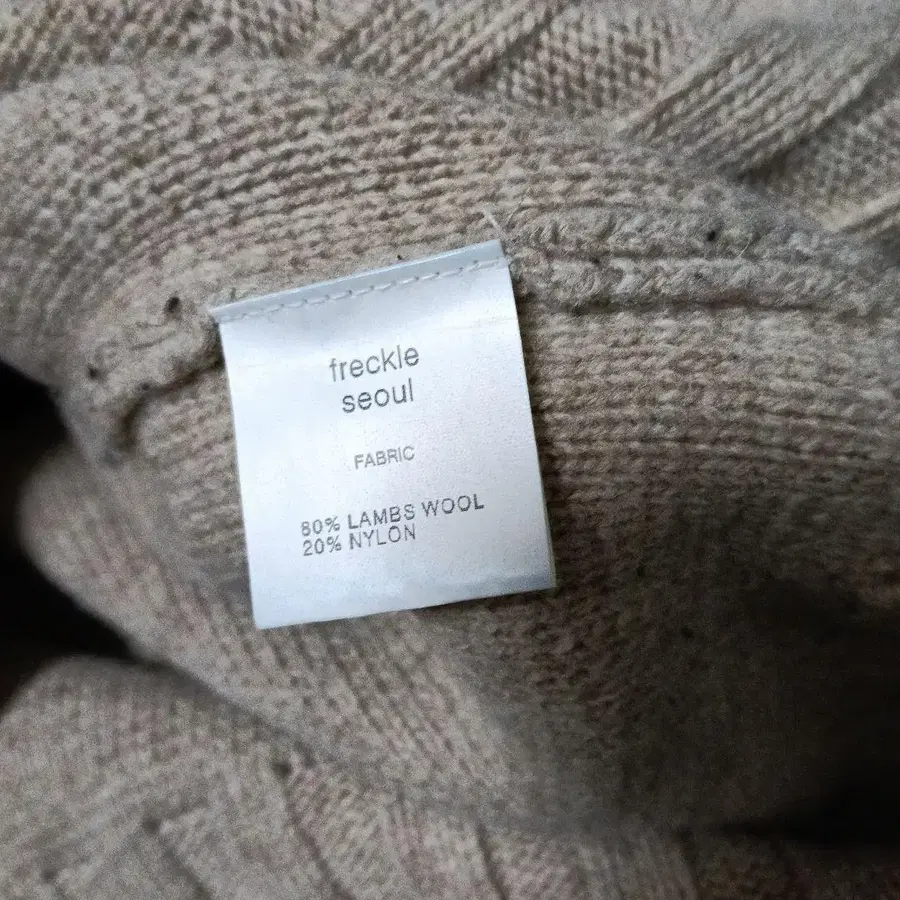 freckle
seoul
FABRIC
80% LAMBS WOOL
20% NYLON